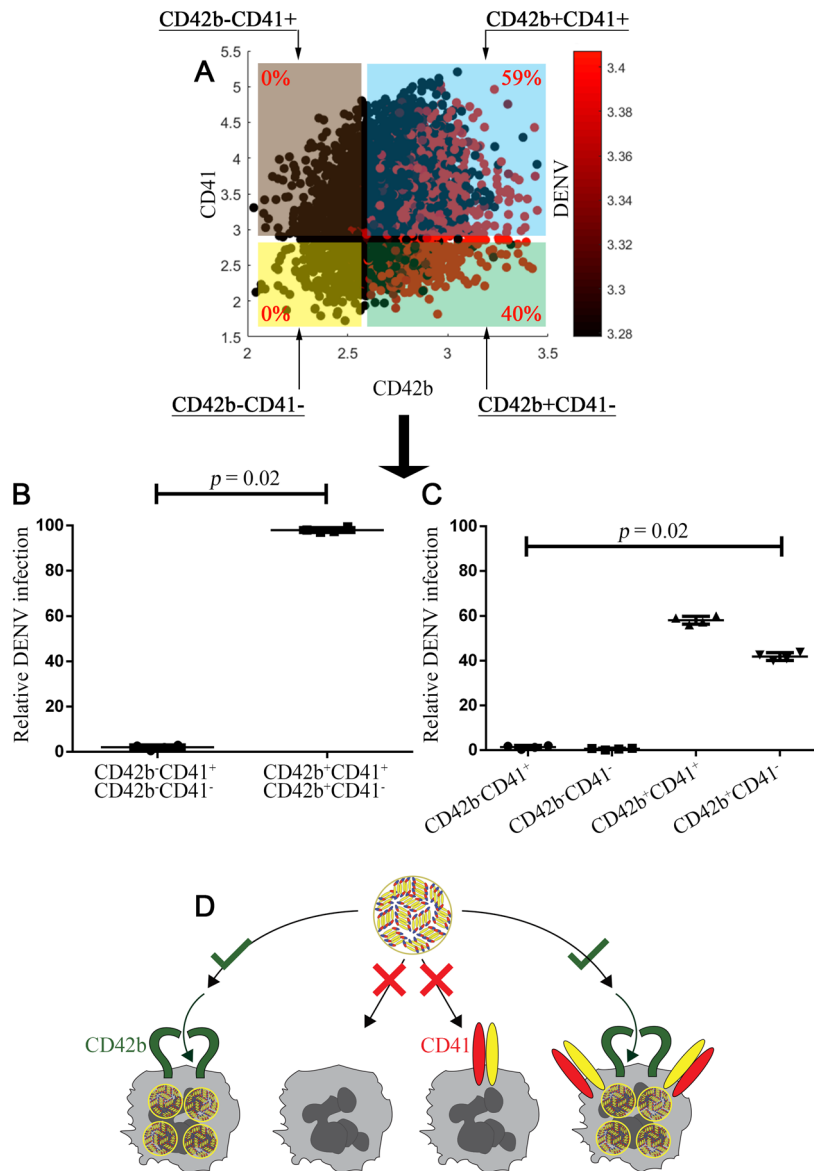 CD42b-CD41+ CD42b+CD41+
A
5.5
5
4.5
4
3.5
3
2.5
2
1.5
CD41
0% 59%
0% 40%
2 2.5 3 3.5
CD42b
DENV
3.4
3.38
3.36
3.34
3.32
3.3
3.28
CD42b-CD41- CD42b+CD41-
B
p = 0.02
Relative DENV infection
100
80
60
40
20
0
CD42b⁻CD41⁺ CD42b⁺CD41⁺
CD42b⁻CD41⁻ CD42b⁺CD41⁻
C
p = 0.02
Relative DENV infection
100
80
60
40
20
0
CD42b⁻CD41⁺
CD42b⁻CD41⁻
CD42b⁺CD41⁺
CD42b⁺CD41⁻
D
CD42b
CD41